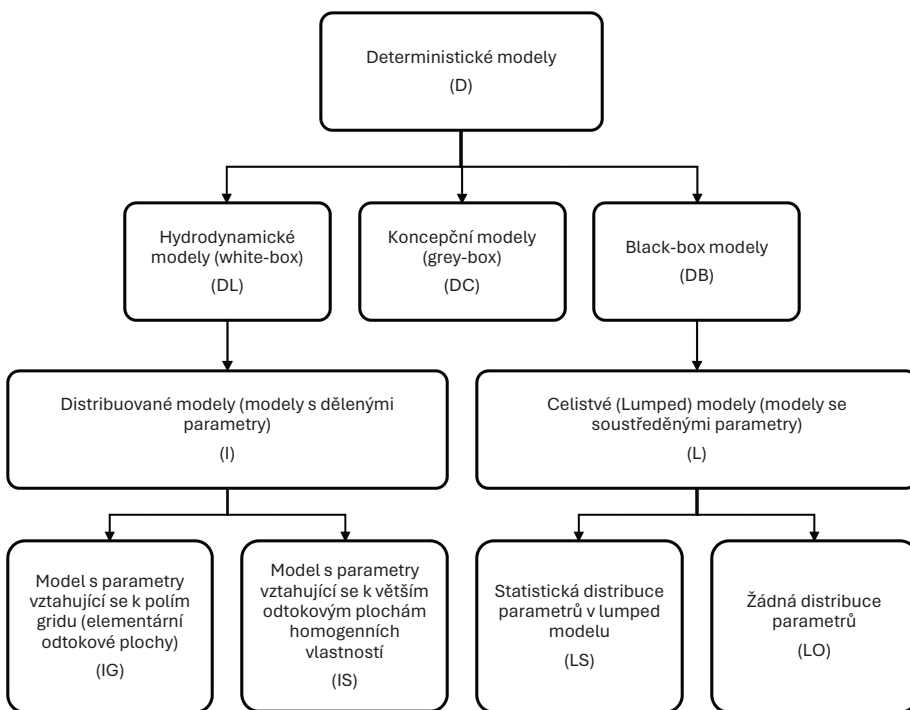 Deterministické modely
(D)
Hydrodynamické
modely (white-box)
(DL)
Koncepční modely
(grey-box)
(DC)
Black-box modely
(DB)
Distribuované modely (modely s dělenými
parametry)
(I)
Celistvé (Lumped) modely (modely se
soustředěnými parametry)
(L)
Model s parametry
vztahující se k polím
gridu (elementární
odtokové plochy)
(IG)
Model s parametry
vztahující se k větším
odtokovým plochám
homogenních
vlastností
(IS)
Statistická distribuce
parametrů v lumped
modelu
(LS)
Žádná distribuce
parametrů
(LO)